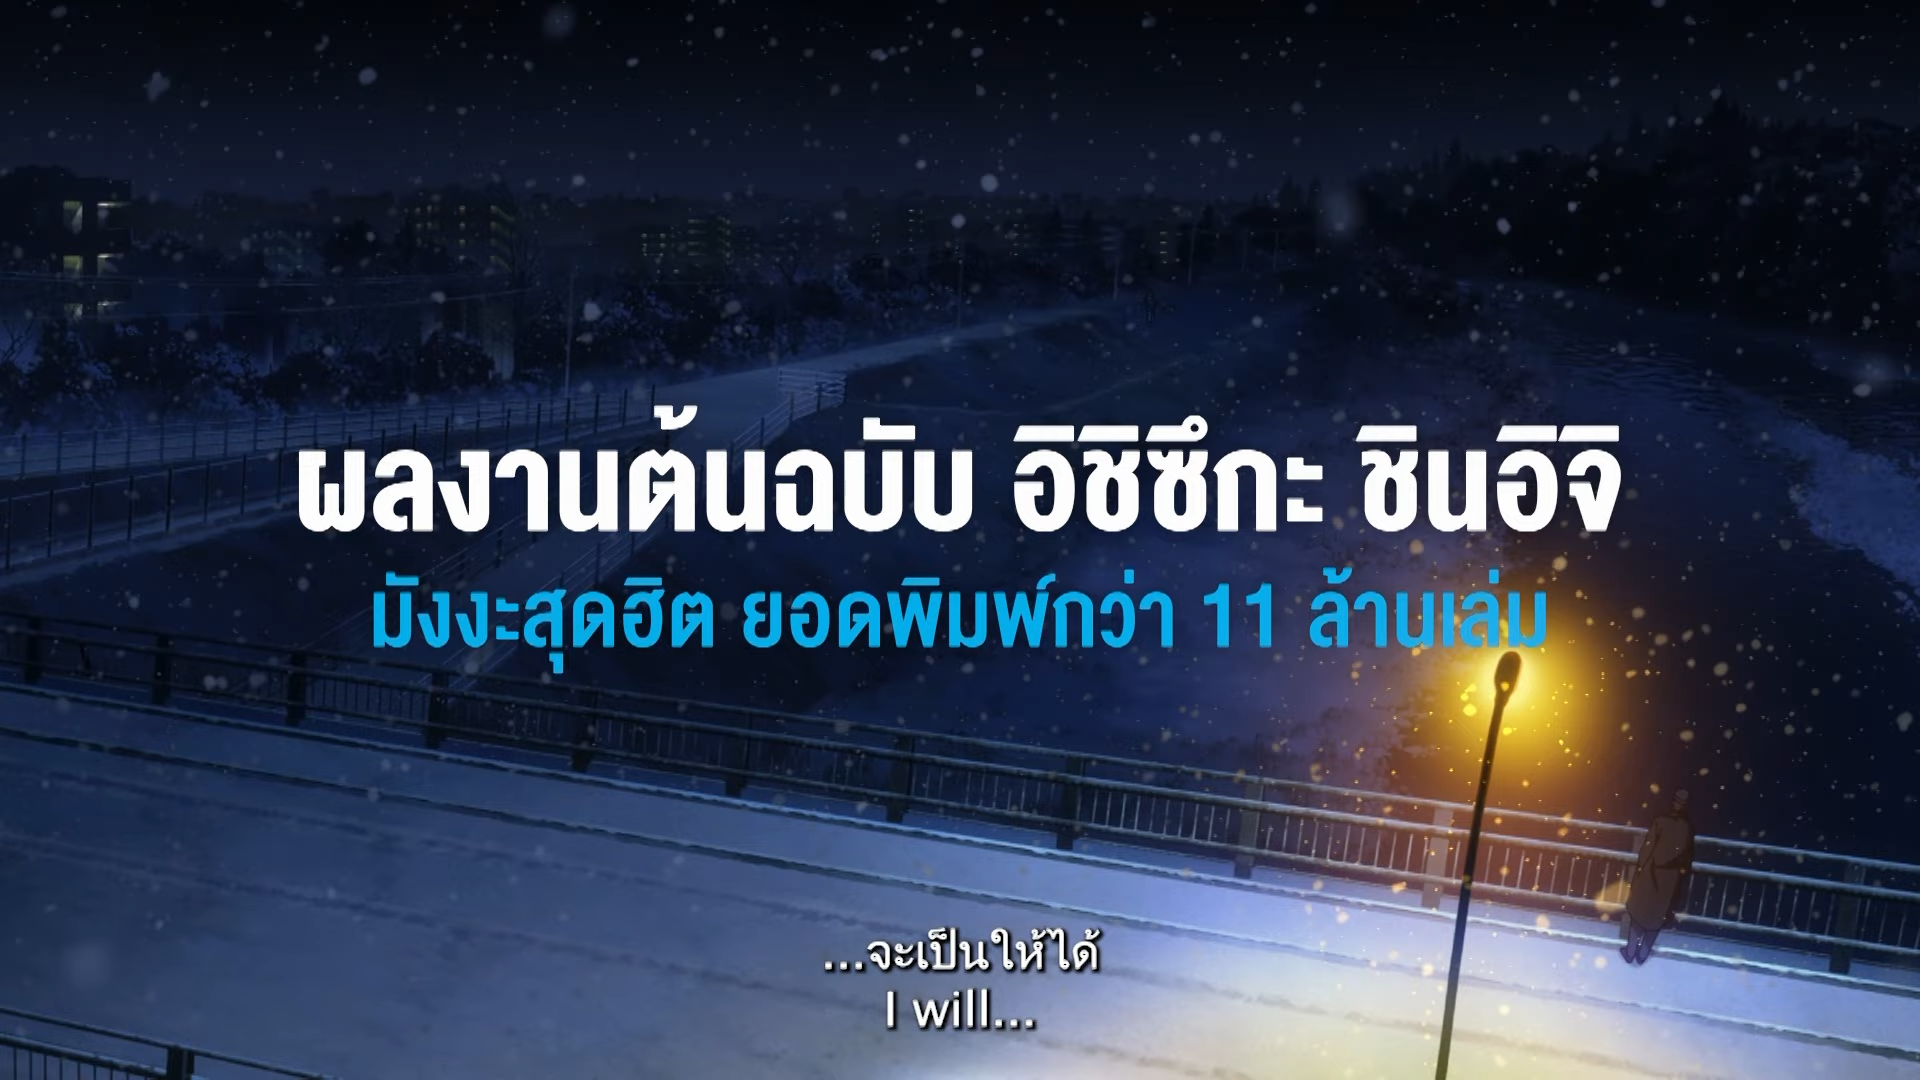 ผลงานต้นฉบับ อิชิซึกะ ชินอิจิ
มังงะสุดฮิต ยอดพิมพ์กว่า 11 ล้านเล่ม
...จะเป็นให้ได้
I will...